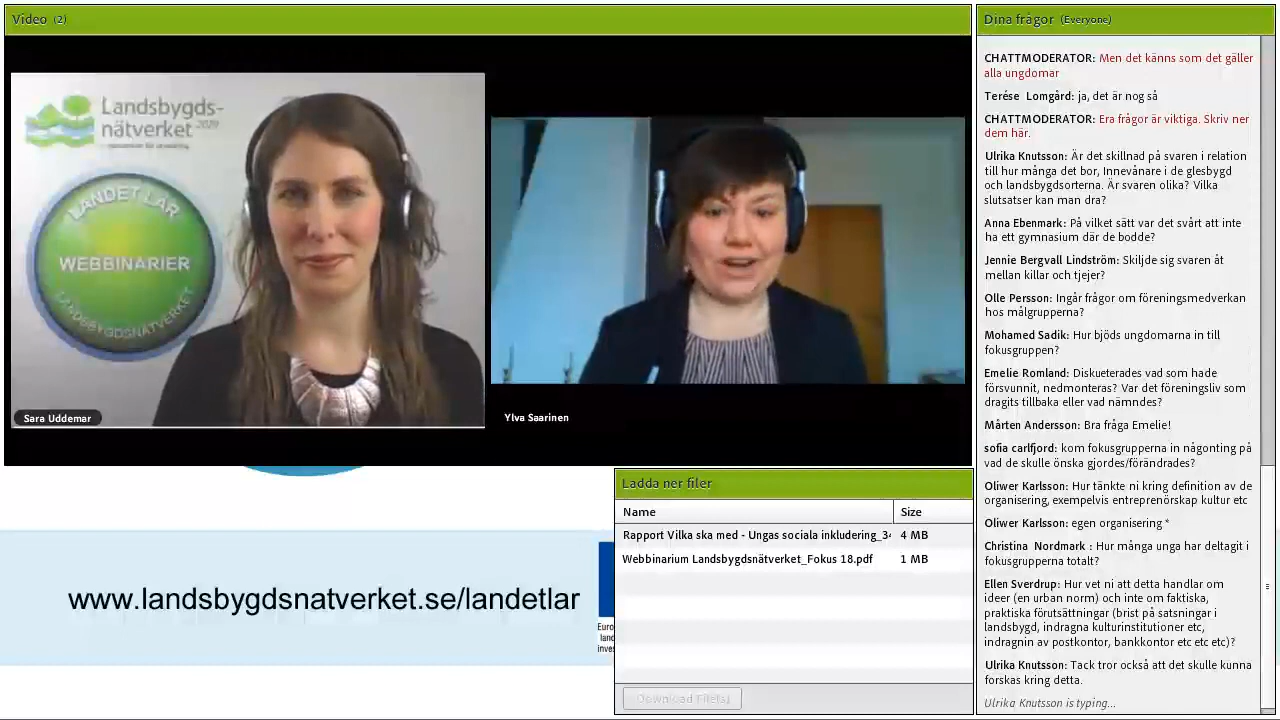 Video (2)
Landsbygds-
nätverket 2020
LANDET LÄR
WEBBINARIER
LANDSBYGDSNÄTVERKET
Sara Uddemar
Ylva Saarinen
www.landsbygdsnatverket.se/landetlar
Ladda ner filer
Name Size
Rapport Vilka ska med - Ungas sociala inkludering_34 4 MB
Webbinarium Landsbygdsnätverket_Fokus 18.pdf 1 MB
Download File(s)
Dina frågor (Everyone)
CHATTMODERATOR: Men det känns som det gäller
alla ungdomar
Terése Lomgård: ja, det är nog så
CHATTMODERATOR: Era frågor är viktiga. Skriv ner
dem här.
Ulrika Knutsson: Är det skillnad på svaren i relation
till hur många det bor, Innevånare i de glesbygd
och landsbygdsorterna. Är svaren olika? Vilka
slutsatser kan man dra?
Anna Ebenmark: På vilket sätt var det svårt att inte
ha ett gymnasium där de bodde?
Jennie Bergvall Lindström: Skiljde sig svaren åt
mellan killar och tjejer?
Olle Persson: Ingår frågor om föreningsmedverkan
hos målgrupperna?
Mohamed Sadik: Hur bjöds ungdomarna in till
fokusgruppen?
Emelie Romland: Diskueterades vad som hade
försvunnit, nedmonteras? Var det föreningsliv som
dragits tillbaka eller vad nämndes?
Mårten Andersson: Bra fråga Emelie!
sofia carlfjord: kom fokusgrupperna in någonting på
vad de skulle önska gjordes/förändrades?
Oliwer Karlsson: Hur tänkte ni kring definition av de
organisering, exempelvis entreprenörskap kultur etc
Oliwer Karlsson: egen organisering *
Christina Nordmark : Hur många unga har deltagit i
fokusgrupperna totalt?
Ellen Sverdrup: Hur vet ni att detta handlar om
ideer (en urban norm) och inte om faktiska,
praktiska förutsättningar (brist på satsningar i
landsbygd, indragna kulturinstitutioner etc,
indragnin av postkontor, bankkontor etc etc etc)?
Ulrika Knutsson: Tack tror också att det skulle kunna
forskas kring detta.
Ulrika Knutsson is typing...